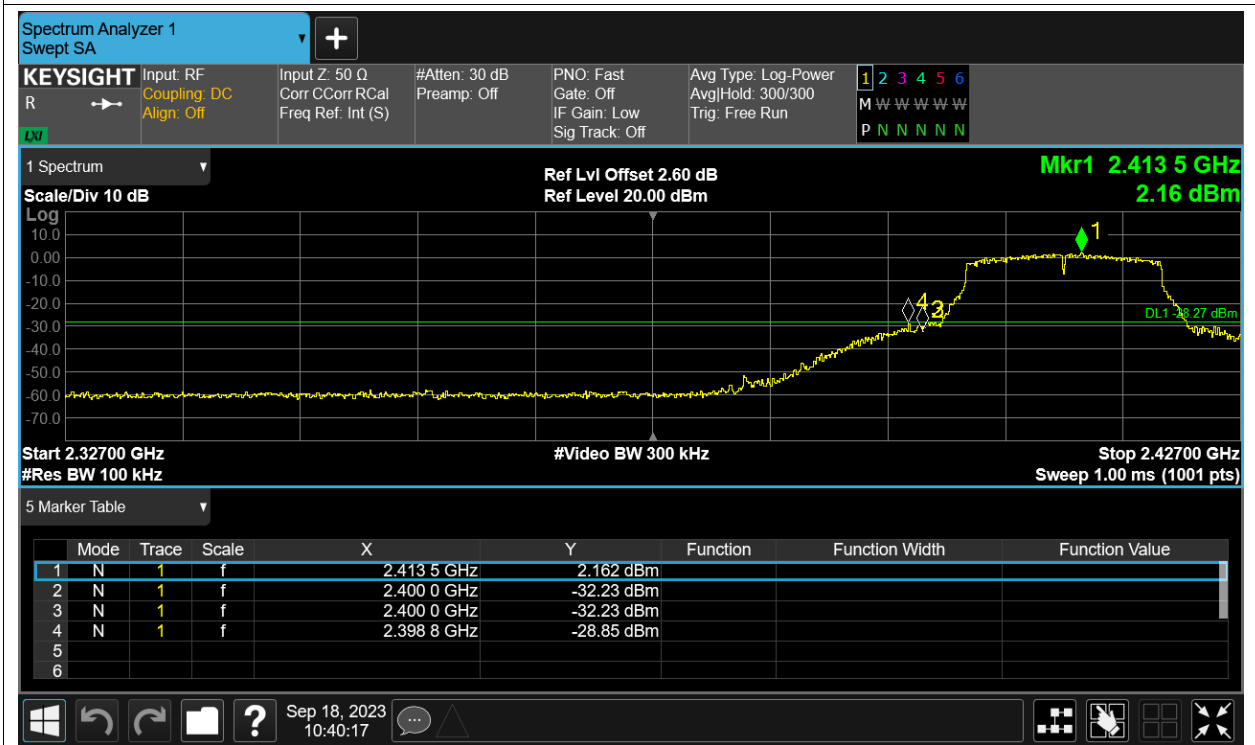 Spectrum Analyzer 1
Swept SA
KEYSIGHT
R
LXI
Input: RF
Coupling: DC
Align: Off
Input Z: 50 Ω
Corr CCorr RCal
Freq Ref: Int (S)
#Atten: 30 dB
Preamp: Off
PNO: Fast
Gate: Off
IF Gain: Low
Sig Track: Off
Avg Type: Log-Power
Avg|Hold: 300/300
Trig: Free Run
1 2 3 4 5 6
M W W W W W
P N N N N N
1 Spectrum
Scale/Div 10 dB
Ref Lvl Offset 2.60 dB
Ref Level 20.00 dBm
Mkr1 2.413 5 GHz
2.16 dBm
Log
10.0
0.00
-10.0
-20.0
-30.0
-40.0
-50.0
-60.0
-70.0
1
4
DL1 -28.27 dBm
Start 2.32700 GHz
#Res BW 100 kHz
#Video BW 300 kHz
Stop 2.42700 GHz
Sweep 1.00 ms (1001 pts)
5 Marker Table
Mode Trace Scale X Y Function Function Width Function Value
1 N 1 f 2.413 5 GHz 2.162 dBm
2 N 1 f 2.400 0 GHz -32.23 dBm
3 N 1 f 2.400 0 GHz -32.23 dBm
4 N 1 f 2.398 8 GHz -28.85 dBm
5
6
?
Sep 18, 2023
10:40:17